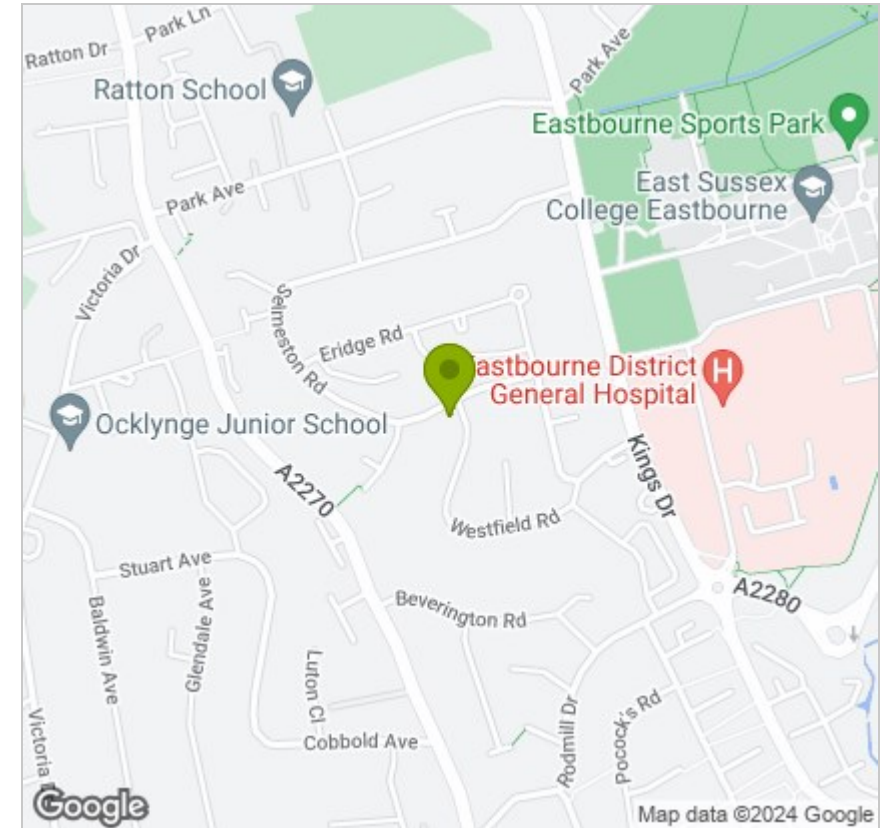 Park Ln
Ratton Dr
Ratton School
Park Ave
Eastbourne Sports Park
East Sussex
College Eastbourne
Park Ave
Victoria Dr
Selmeston Rd
Eridge Rd
astbourne District
General Hospital
H
Ocklynge Junior School
A2270
Kings Dr
Westfield Rd
Stuart Ave
A2280
Baldwin Ave
Glendale Ave
Beverington Rd
Luton Cl
Rodmill Dr
Pocock's Rd
Victoria
Cobbold Ave
Google
Map data ©2024 Google